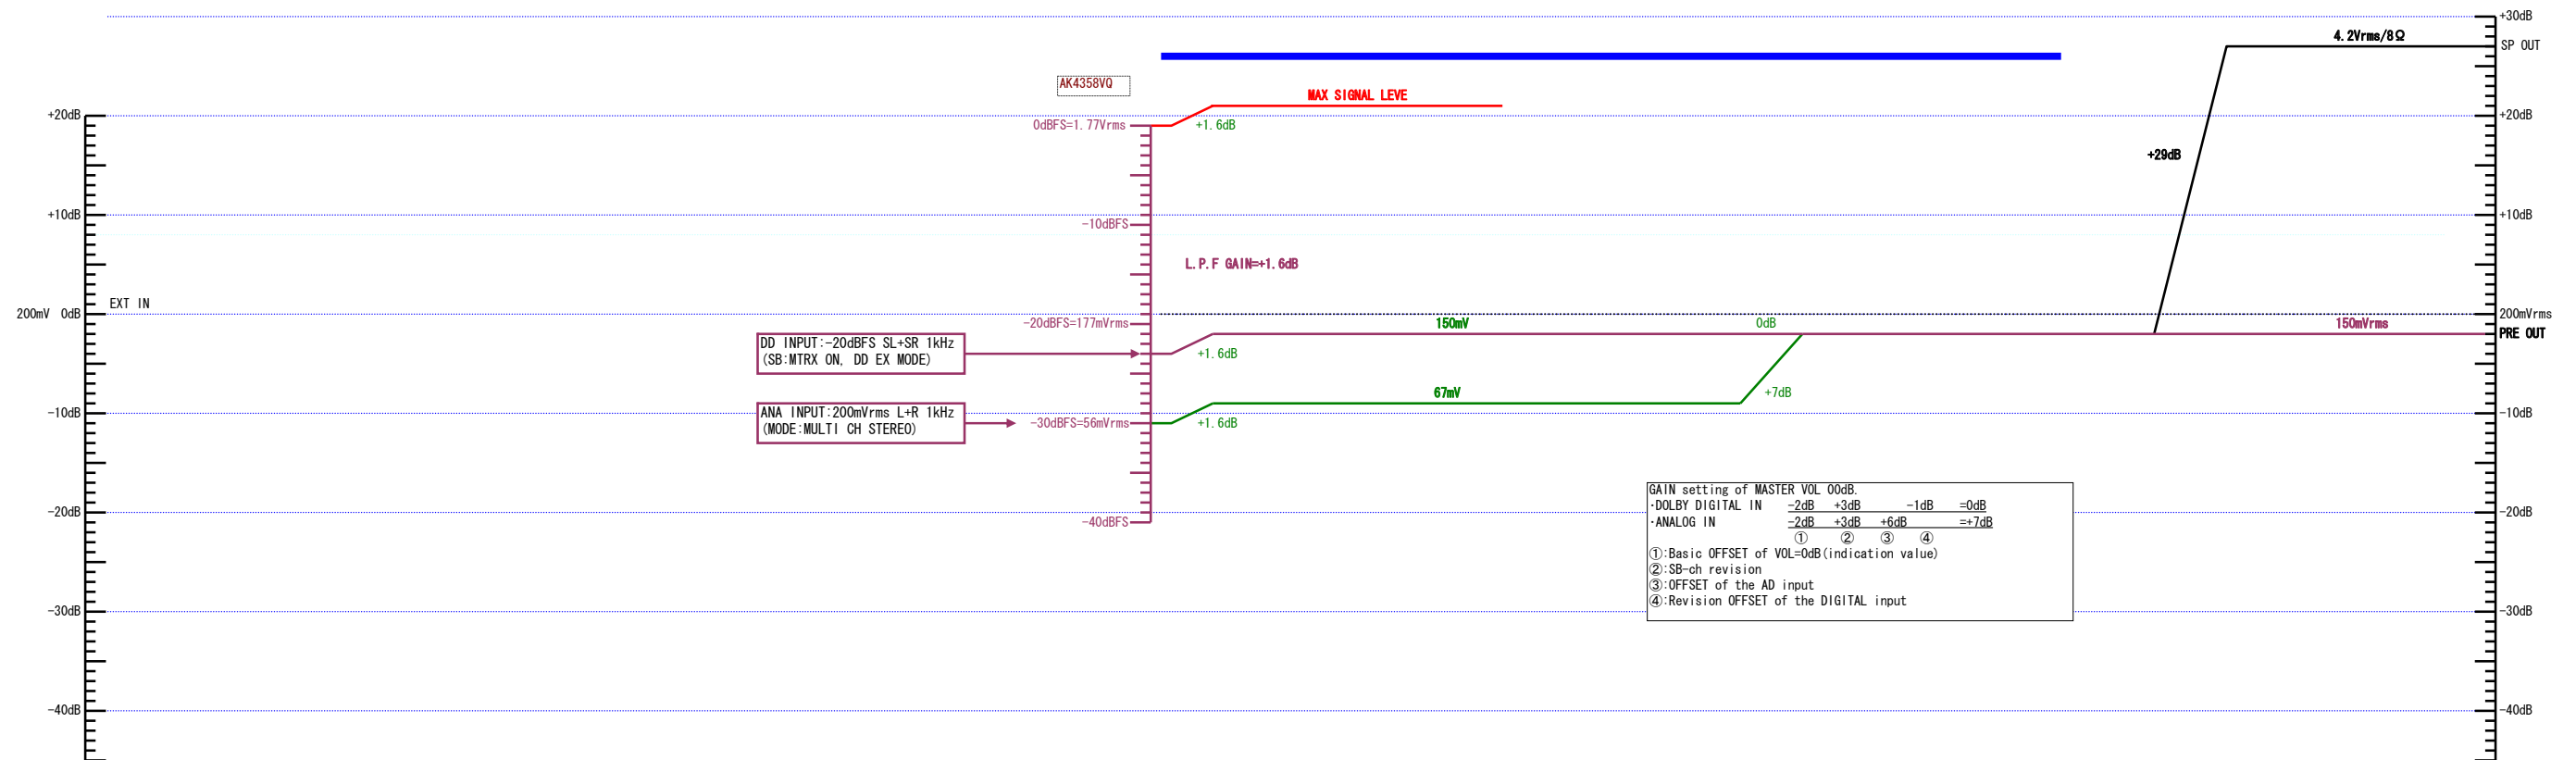 +30dB
4.2Vrms/8Ω
SP OUT
AK4358VQ
MAX SIGNAL LEVE
+20dB
0dBFS=1.77Vrms
+1.6dB
+20dB
+29dB
+10dB
-10dBFS
+10dB
L.P.F GAIN=+1.6dB
EXT IN
200mV 0dB
-20dBFS=177mVrms
150mV
0dB
150mVrms
200mVrms
PRE OUT
DD INPUT:-20dBFS SL+SR 1kHz
(SB:MTRX ON, DD EX MODE)
+1.6dB
67mV
+7dB
-10dB
ANA INPUT:200mVrms L+R 1kHz
(MODE:MULTI CH STEREO)
-30dBFS=56mVrms
+1.6dB
-10dB
-20dB
-40dBFS
-20dB
GAIN setting of MASTER VOL 00dB.
·DOLBY DIGITAL IN -2dB +3dB -1dB =0dB
·ANALOG IN -2dB +3dB +6dB =+7dB
① ② ③ ④
①:Basic OFFSET of VOL=0dB(indication value)
②:SB-ch revision
③:OFFSET of the AD input
④:Revision OFFSET of the DIGITAL input
-30dB
-30dB
-40dB
-40dB